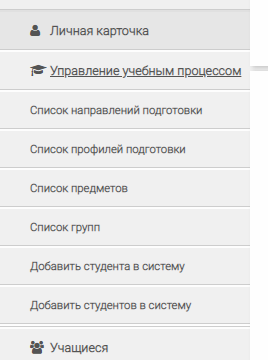 Личная карточка
Управление учебным процессом
Список направлений подготовки
Список профилей подготовки
Список предметов
Список групп
Добавить студента в систему
Добавить студентов в систему
Учащиеся